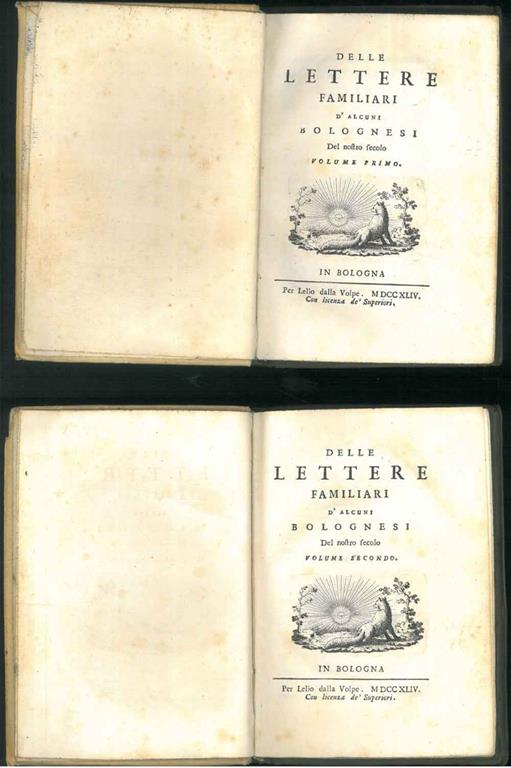 DELLE
LETTERE
FAMILIARI
D' ALCUNI
BOLOGNESI
Del noſtro ſecolo
VOLUME PRIMO.
IN BOLOGNA
Per Lelio dalla Volpe. MDCCXLIV.
Con licenza de' Superiori.
DELLE
LETTERE
FAMILIARI
D' ALCUNI
BOLOGNESI
Del noſtro ſecolo
VOLUME SECONDO.
IN BOLOGNA
Per Lelio dalla Volpe. MDCCXLIV.
Con licenza de' Superiori.